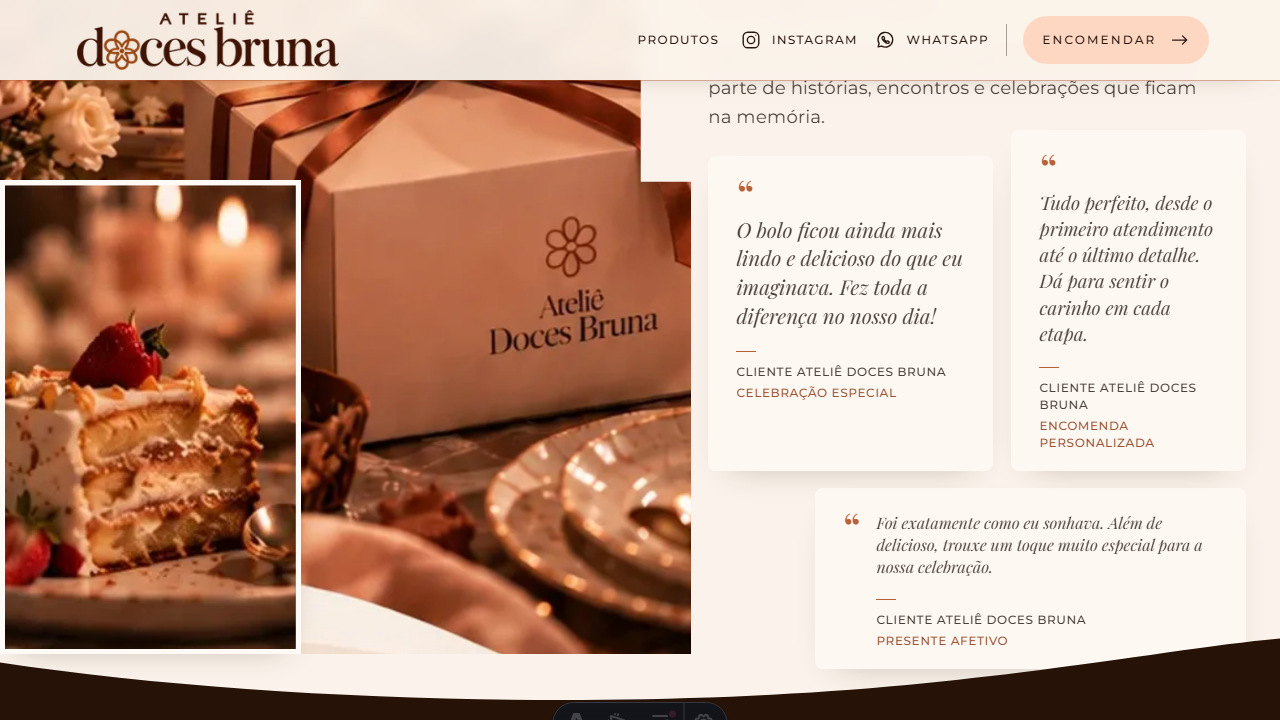 ATELIÊ
doces bruna
PRODUTOS
INSTAGRAM
WHATSAPP
ENCOMENDAR
parte de histórias, encontros e celebrações que ficam
na memória.
Ateliê
Doces Bruna
“
O bolo ficou ainda mais
lindo e delicioso do que eu
imaginava. Fez toda a
diferença no nosso dia!
CLIENTE ATELIÊ DOCES BRUNA
CELEBRAÇÃO ESPECIAL
“
Tudo perfeito, desde o
primeiro atendimento
até o último detalhe.
Dá para sentir o
carinho em cada
etapa.
CLIENTE ATELIÊ DOCES
BRUNA
ENCOMENDA
PERSONALIZADA
“
Foi exatamente como eu sonhava. Além de
delicioso, trouxe um toque muito especial para a
nossa celebração.
CLIENTE ATELIÊ DOCES BRUNA
PRESENTE AFETIVO